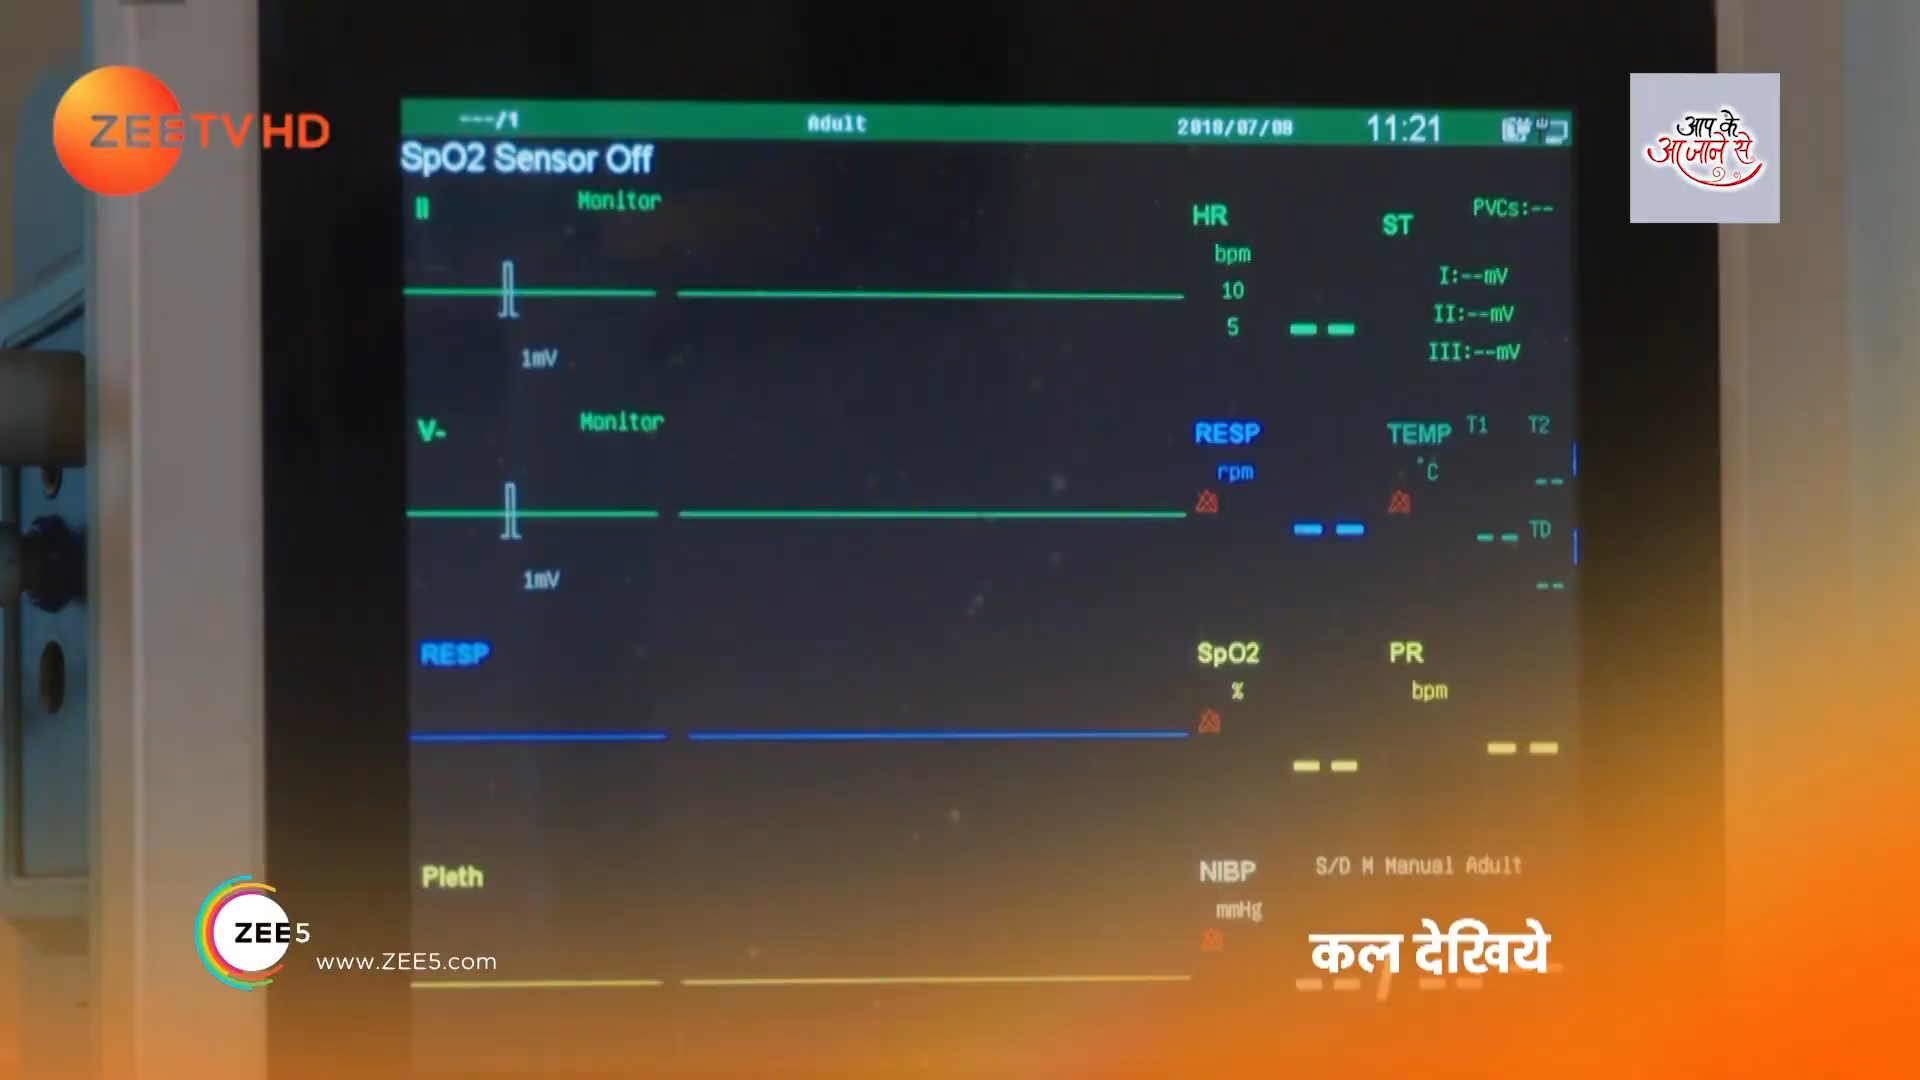 ZEE TV HD
---/1 Adult 2018/07/08 11:21
आप के
आ जाने से
SpO2 Sensor Off
II Monitor
1mV
HR
bpm
10
5
-- 
ST PVCs:--
I:--mV
II:--mV
III:--mV
V- Monitor
1mV
RESP
rpm
--
TEMP T1 T2
°C
--
-- TD
--
RESP
SpO2
%
--
PR
bpm
--
Pleth
NIBP S/D M Manual Adult
mmHg
ZEE5
www.ZEE5.com
कल देखिये
-- / --